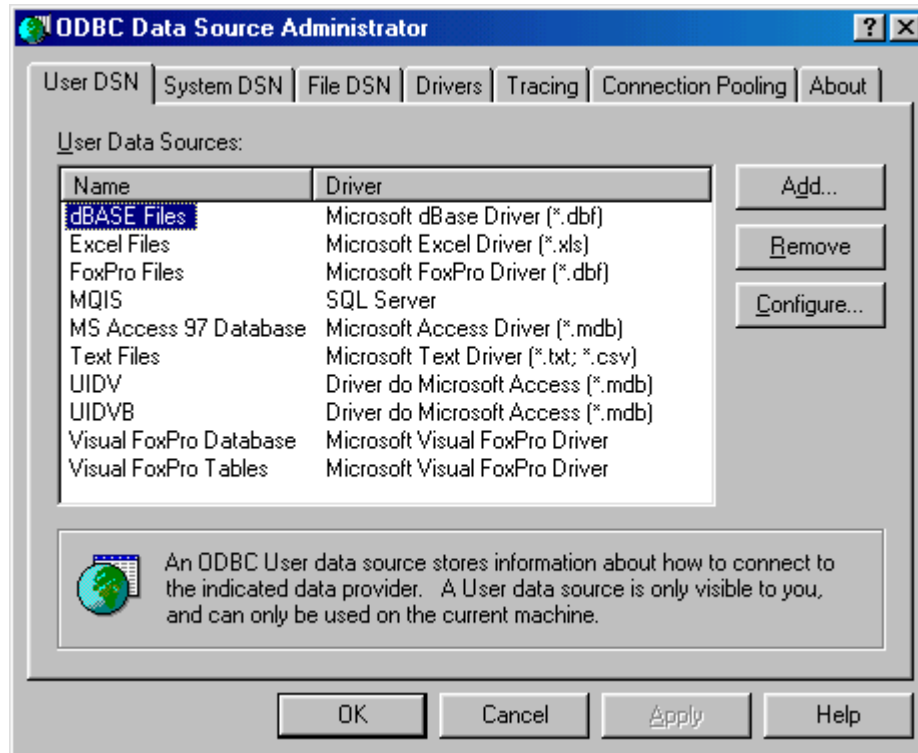 ODBC Data Source Administrator
User DSN System DSN File DSN Drivers Tracing Connection Pooling About
User Data Sources:
Name Driver
dBASE Files Microsoft dBase Driver (*.dbf)
Excel Files Microsoft Excel Driver (*.xls)
FoxPro Files Microsoft FoxPro Driver (*.dbf)
MQIS SQL Server
MS Access 97 Database Microsoft Access Driver (*.mdb)
Text Files Microsoft Text Driver (*.txt; *.csv)
UIDV Driver do Microsoft Access (*.mdb)
UIDVB Driver do Microsoft Access (*.mdb)
Visual FoxPro Database Microsoft Visual FoxPro Driver
Visual FoxPro Tables Microsoft Visual FoxPro Driver
Add...
Remove
Configure...
An ODBC User data source stores information about how to connect to
the indicated data provider. A User data source is only visible to you,
and can only be used on the current machine.
OK Cancel Apply Help